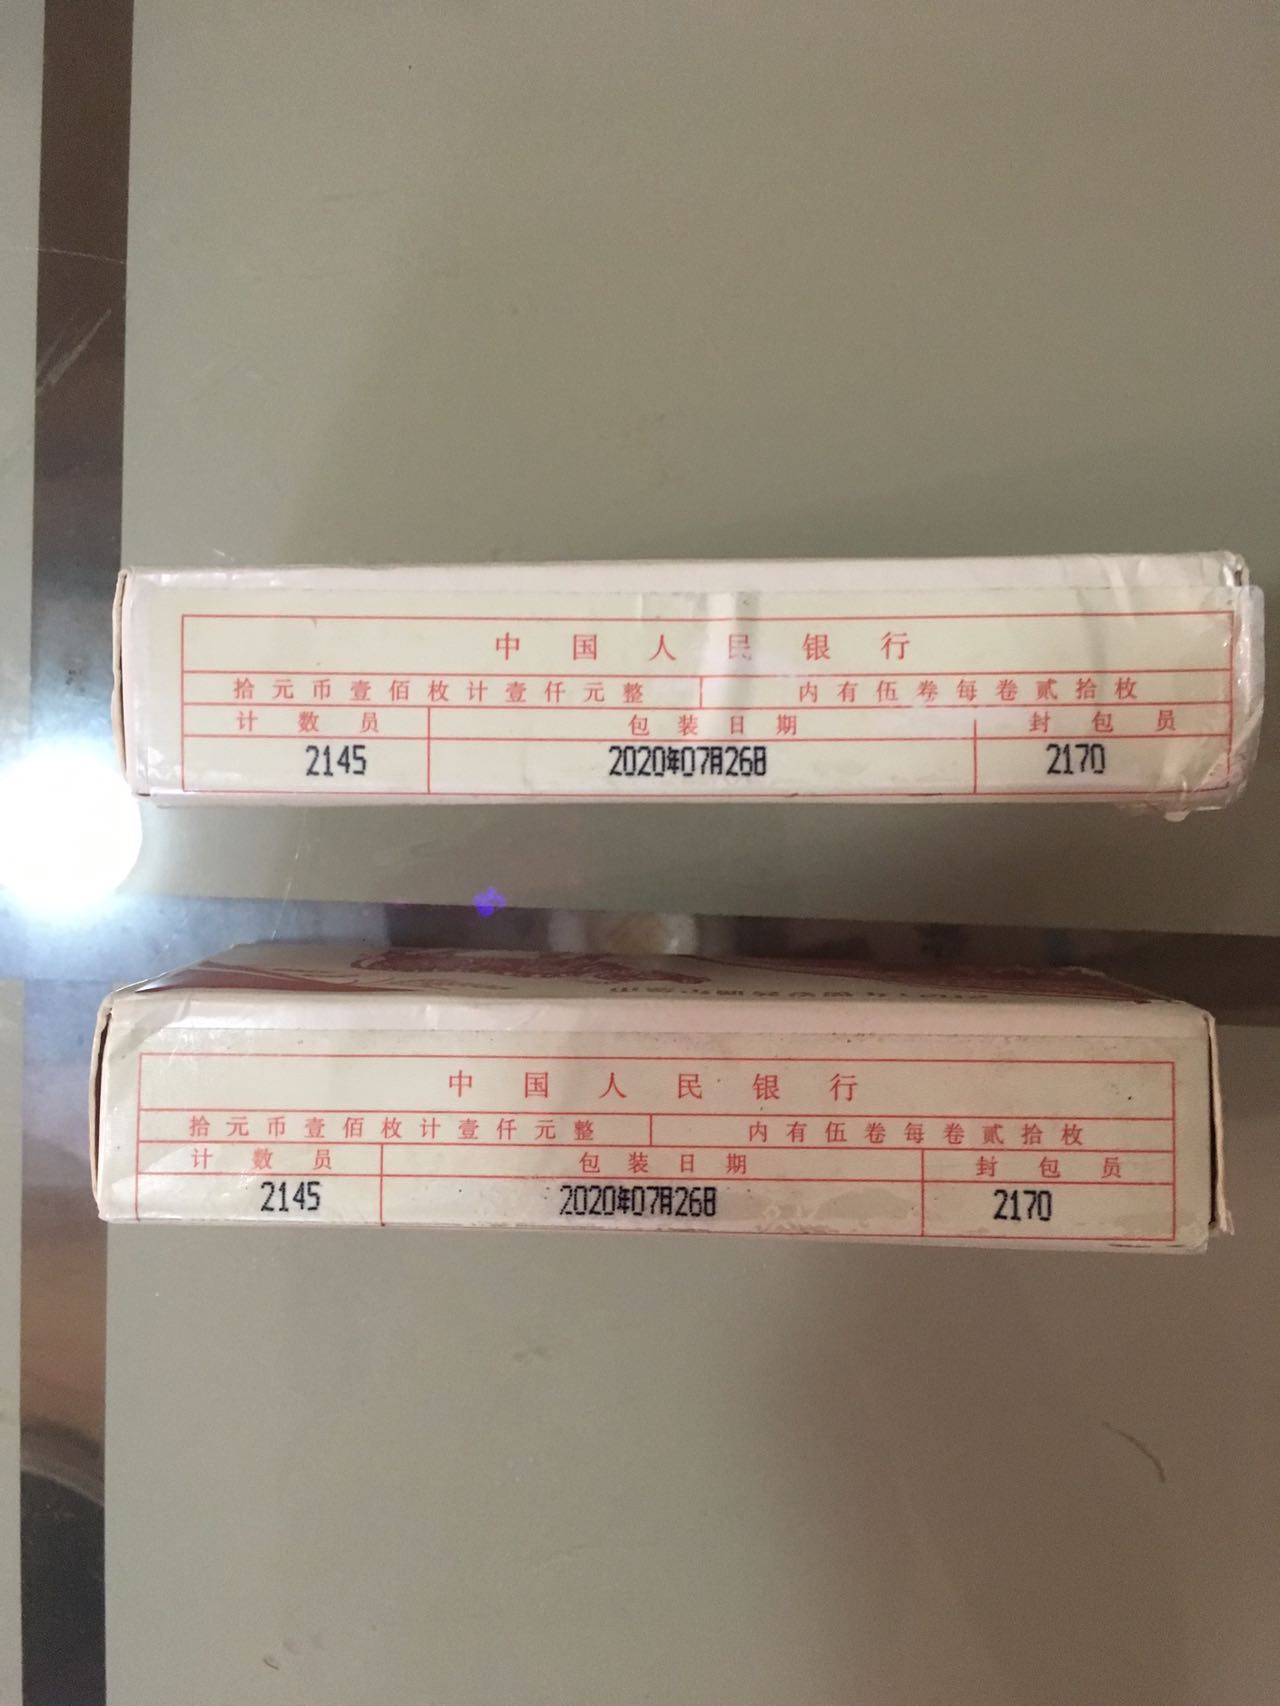 中国人民银行
拾元币壹佰枚计壹仟元整 内有伍卷每卷贰拾枚
计数员 包装日期 封包员
2145 2020年07月26日 2170
中国人民银行
拾元币壹佰枚计壹仟元整 内有伍卷每卷贰拾枚
计数员 包装日期 封包员
2145 2020年07月26日 2170